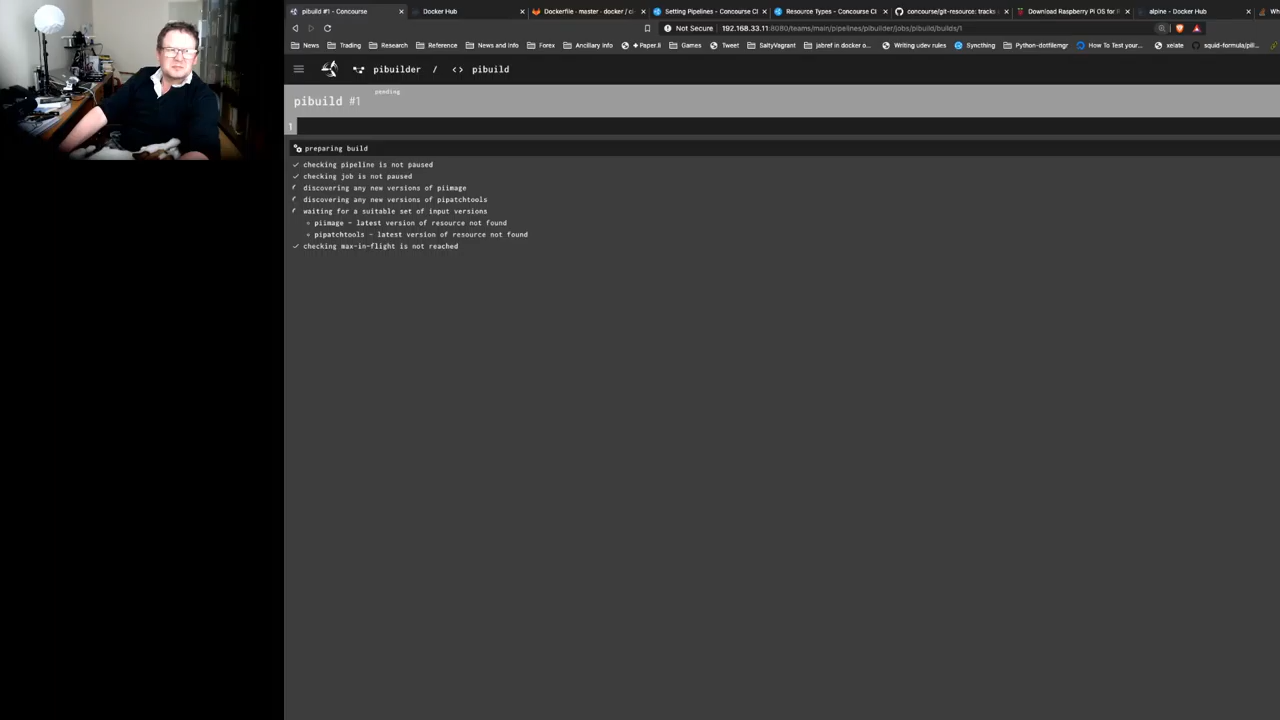 pibuild #1 - Concourse
Docker Hub
Dockerfile · master · docker / ci
Setting Pipelines - Concourse CI
Resource Types - Concourse CI
concourse/git-resource: tracks
Download Raspberry Pi OS for
alpine - Docker Hub
Not Secure 192.168.33.11:8080/teams/main/pipelines/pibuilder/jobs/pibuild/builds/1
News Trading Research Reference News and info Forex Ancillary info Paper.li Games Tweet SaltyVagrant jabref in docker o... Writing udev rules Syncthing Python-dotfilemgr How To Test your... xelate squid-formula/pill...
pibuilder / <> pibuild
pibuild #1
pending
1
preparing build
checking pipeline is not paused
checking job is not paused
discovering any new versions of piimage
discovering any new versions of pipatchtools
waiting for a suitable set of input versions
piimage - latest version of resource not found
pipatchtools - latest version of resource not found
checking max-in-flight is not reached